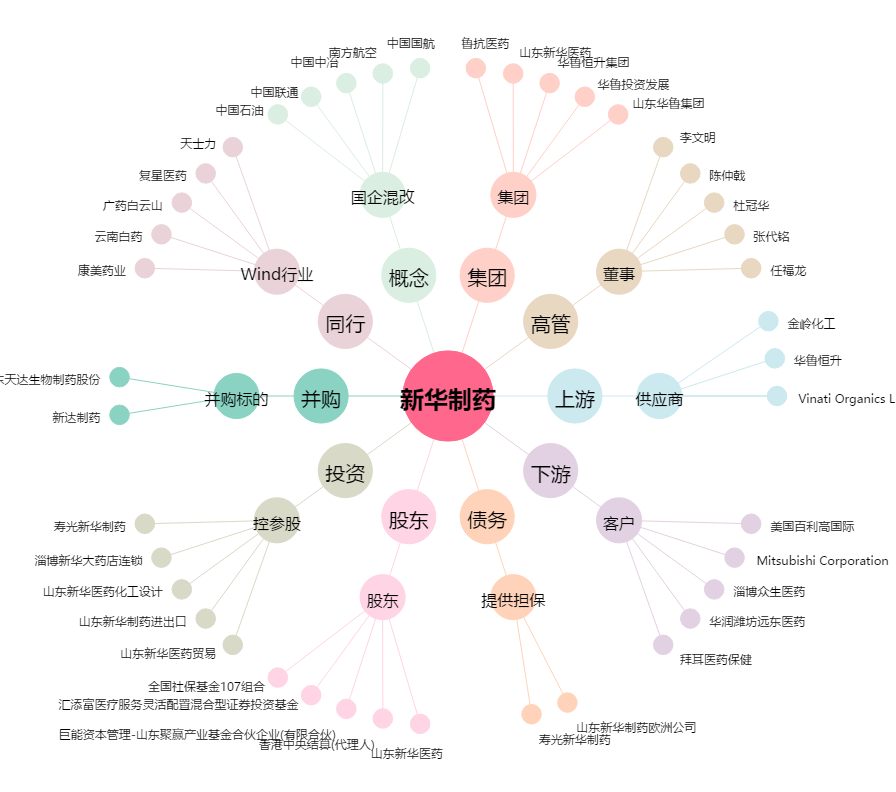 中国国航
南方航空
中国中冶
中国联通
中国石油
国企混改
概念
鲁抗医药
山东新华医药
华鲁恒升集团
华鲁投资发展
山东华鲁集团
集团
集团
天士力
复星医药
广药白云山
云南白药
康美药业
Wind行业
同行
李文明
陈仲戟
杜冠华
张代铭
任福龙
董事
高管
东天达生物制药股份
新达制药
并购标的
并购
新华制药
上游
供应商
金岭化工
华鲁恒升
Vinati Organics L
投资
控参股
寿光新华制药
淄博新华大药店连锁
山东新华医药化工设计
山东新华制药进出口
山东新华医药贸易
下游
客户
美国百利高国际
Mitsubishi Corporation
淄博众生医药
华润潍坊远东医药
拜耳医药保健
股东
股东
全国社保基金107组合
汇添富医疗服务灵活配置混合型证券投资基金
巨能资本管理-山东聚赢产业基金合伙企业(有限合伙)
香港中央结算(代理人)
山东新华医药
债务
提供担保
山东新华制药欧洲公司
寿光新华制药